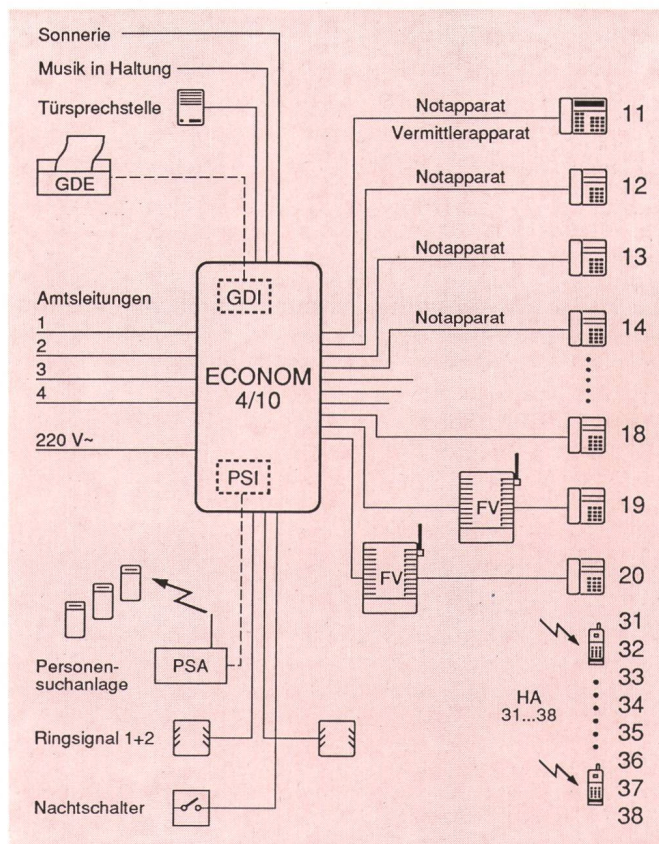 Sonnerie
Musik in Haltung
Türsprechstelle
GDE
GDI
Amtsleitungen
1
2
3
4
220 V~
ECONOM
4/10
PSI
Personen-
suchanlage
PSA
Ringsignal 1+2
Nachtschalter
Notapparat
Vermittlerapparat
11
Notapparat
12
Notapparat
13
Notapparat
14
18
FV
19
FV
20
31
32
33
HA
31...38
34
35
36
37
38